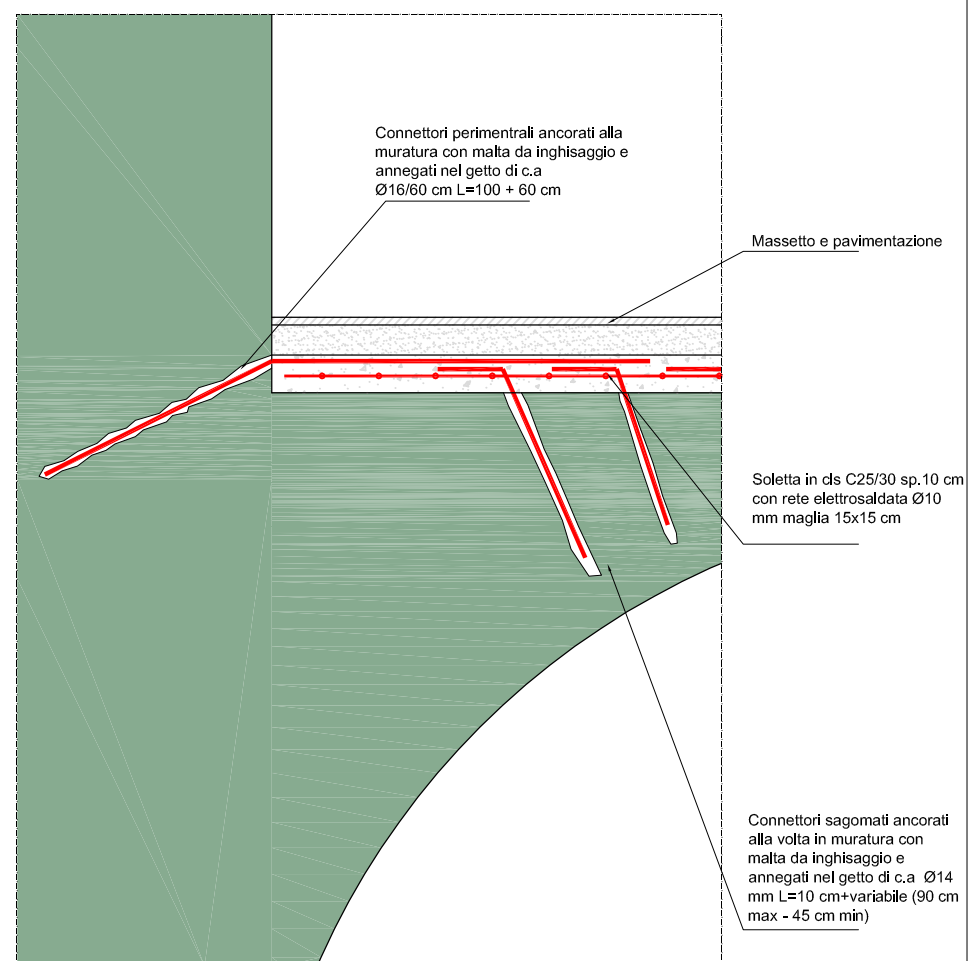 Connettori perimentrali ancorati alla
muratura con malta da inghisaggio e
annegati nel getto di c.a
Ø16/60 cm L=100 + 60 cm
Massetto e pavimentazione
Soletta in cls C25/30 sp.10 cm
con rete elettrosaldata Ø10
mm maglia 15x15 cm
Connettori sagomati ancorati
alla volta in muratura con
malta da inghisaggio e
annegati nel getto di c.a Ø14
mm L=10 cm+variabile (90 cm
max - 45 cm min)